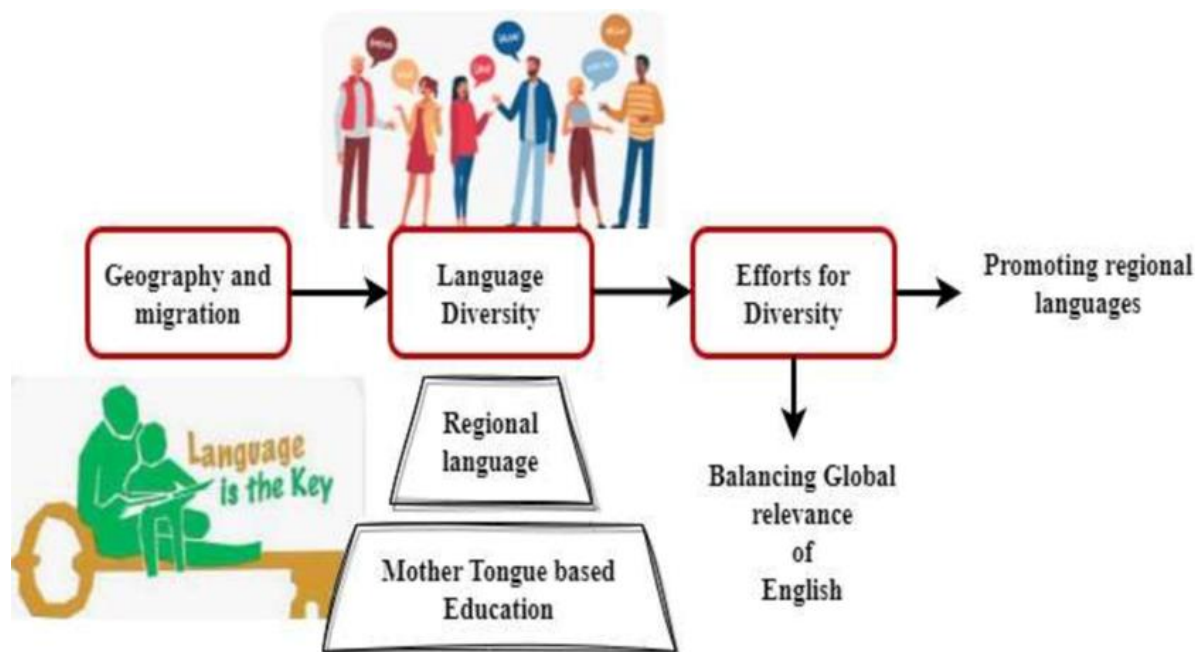 Geography and
migration
Language
Diversity
Efforts for
Diversity
Promoting regional
languages
Language
is the Key
Regional
language
Mother Tongue based
Education
Balancing Global
relevance
of
English